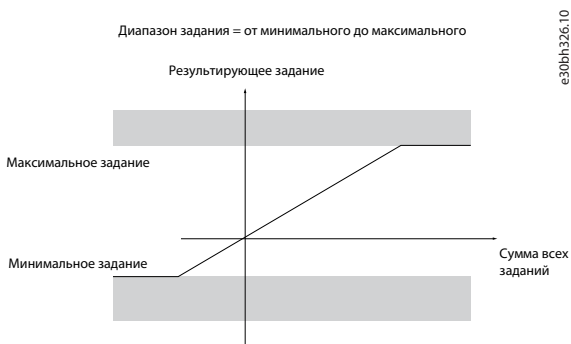 Диапазон задания = от минимального до максимального
e30bh326.10
Результирующее задание
Максимальное задание
Минимальное задание
Сумма всех
заданий